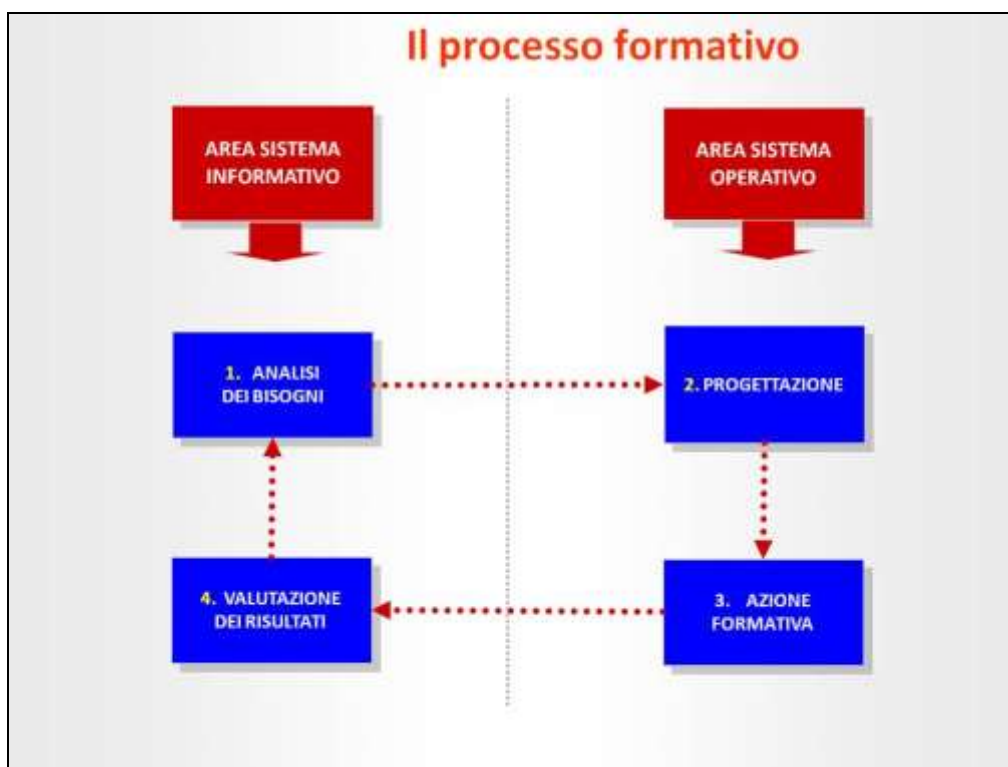 Il processo formativo
AREA SISTEMA
INFORMATIVO
AREA SISTEMA
OPERATIVO
1. ANALISI
DEI BISOGNI
2. PROGETTAZIONE
4. VALUTAZIONE
DEI RISULTATI
3. AZIONE
FORMATIVA